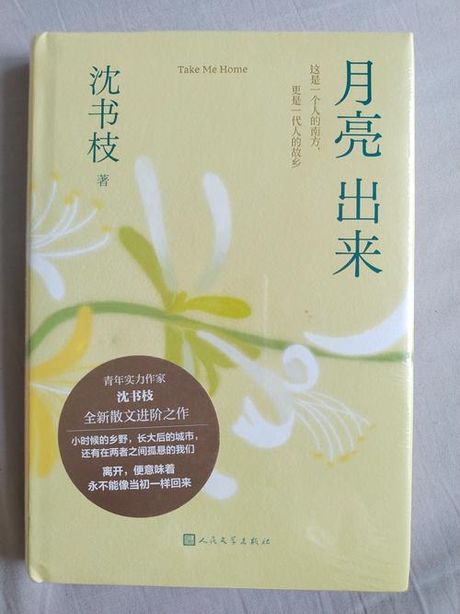 Take Me Home
月亮 出来
这是一个人的南方，
更是一代人的故乡
沈书枝 著
青年实力作家
沈书枝
全新散文进阶之作
小时候的乡野，长大后的城市，
还有在两者之间孤悬的我们
离开，便意味着
永不能像当初一样回来
人民文学出版社